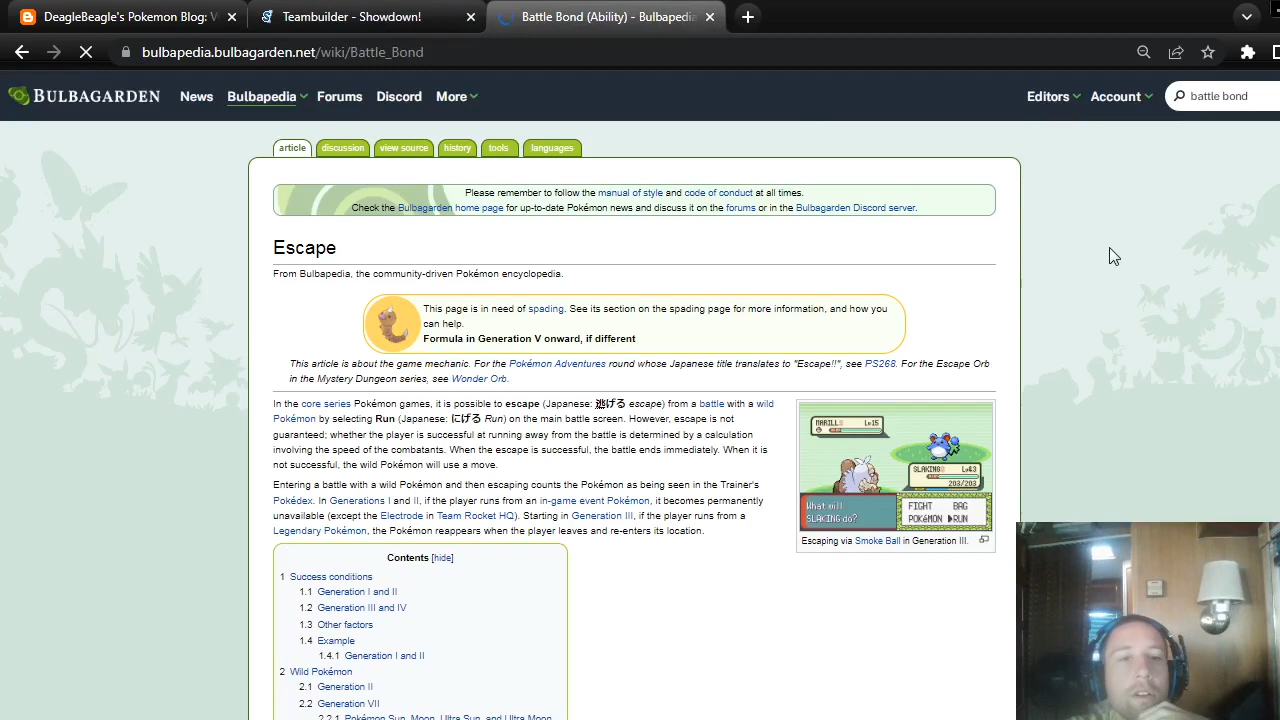 DeagleBeagle's Pokemon Blog: V
Teambuilder - Showdown!
Battle Bond (Ability) - Bulbapedia
bulbapedia.bulbagarden.net/wiki/Battle_Bond
BULBAGARDEN News Bulbapedia Forums Discord More Editors Account battle bond
article discussion view source history tools languages
Please remember to follow the manual of style and code of conduct at all times.
Check the Bulbagarden home page for up-to-date Pokémon news and discuss it on the forums or in the Bulbagarden Discord server.
Escape
From Bulbapedia, the community-driven Pokémon encyclopedia.
This page is in need of spading. See its section on the spading page for more information, and how you
can help.
Formula in Generation V onward, if different
This article is about the game mechanic. For the Pokémon Adventures round whose Japanese title translates to "Escape!!", see PS268. For the Escape Orb
in the Mystery Dungeon series, see Wonder Orb.
In the core series Pokémon games, it is possible to escape (Japanese: 逃げる escape) from a battle with a wild
Pokémon by selecting Run (Japanese: にげる Run) on the main battle screen. However, escape is not
guaranteed; whether the player is successful at running away from the battle is determined by a calculation
involving the speed of the combatants. When the escape is successful, the battle ends immediately. When it is
not successful, the wild Pokémon will use a move.
Entering a battle with a wild Pokémon and then escaping counts the Pokémon as being seen in the Trainer's
Pokédex. In Generations I and II, if the player runs from an in-game event Pokémon, it becomes permanently
unavailable (except the Electrode in Team Rocket HQ). Starting in Generation III, if the player runs from a
Legendary Pokémon, the Pokémon reappears when the player leaves and re-enters its location.
MARILL Lv15
SLAKING Lv43
203/203
What will
SLAKING do?
FIGHT BAG
POKéMON RUN
Escaping via Smoke Ball in Generation III.
Contents [hide]
1 Success conditions
1.1 Generation I and II
1.2 Generation III and IV
1.3 Other factors
1.4 Example
1.4.1 Generation I and II
2 Wild Pokémon
2.1 Generation II
2.2 Generation VII
2.2.1 Pokémon Sun, Moon, Ultra Sun, and Ultra Moon